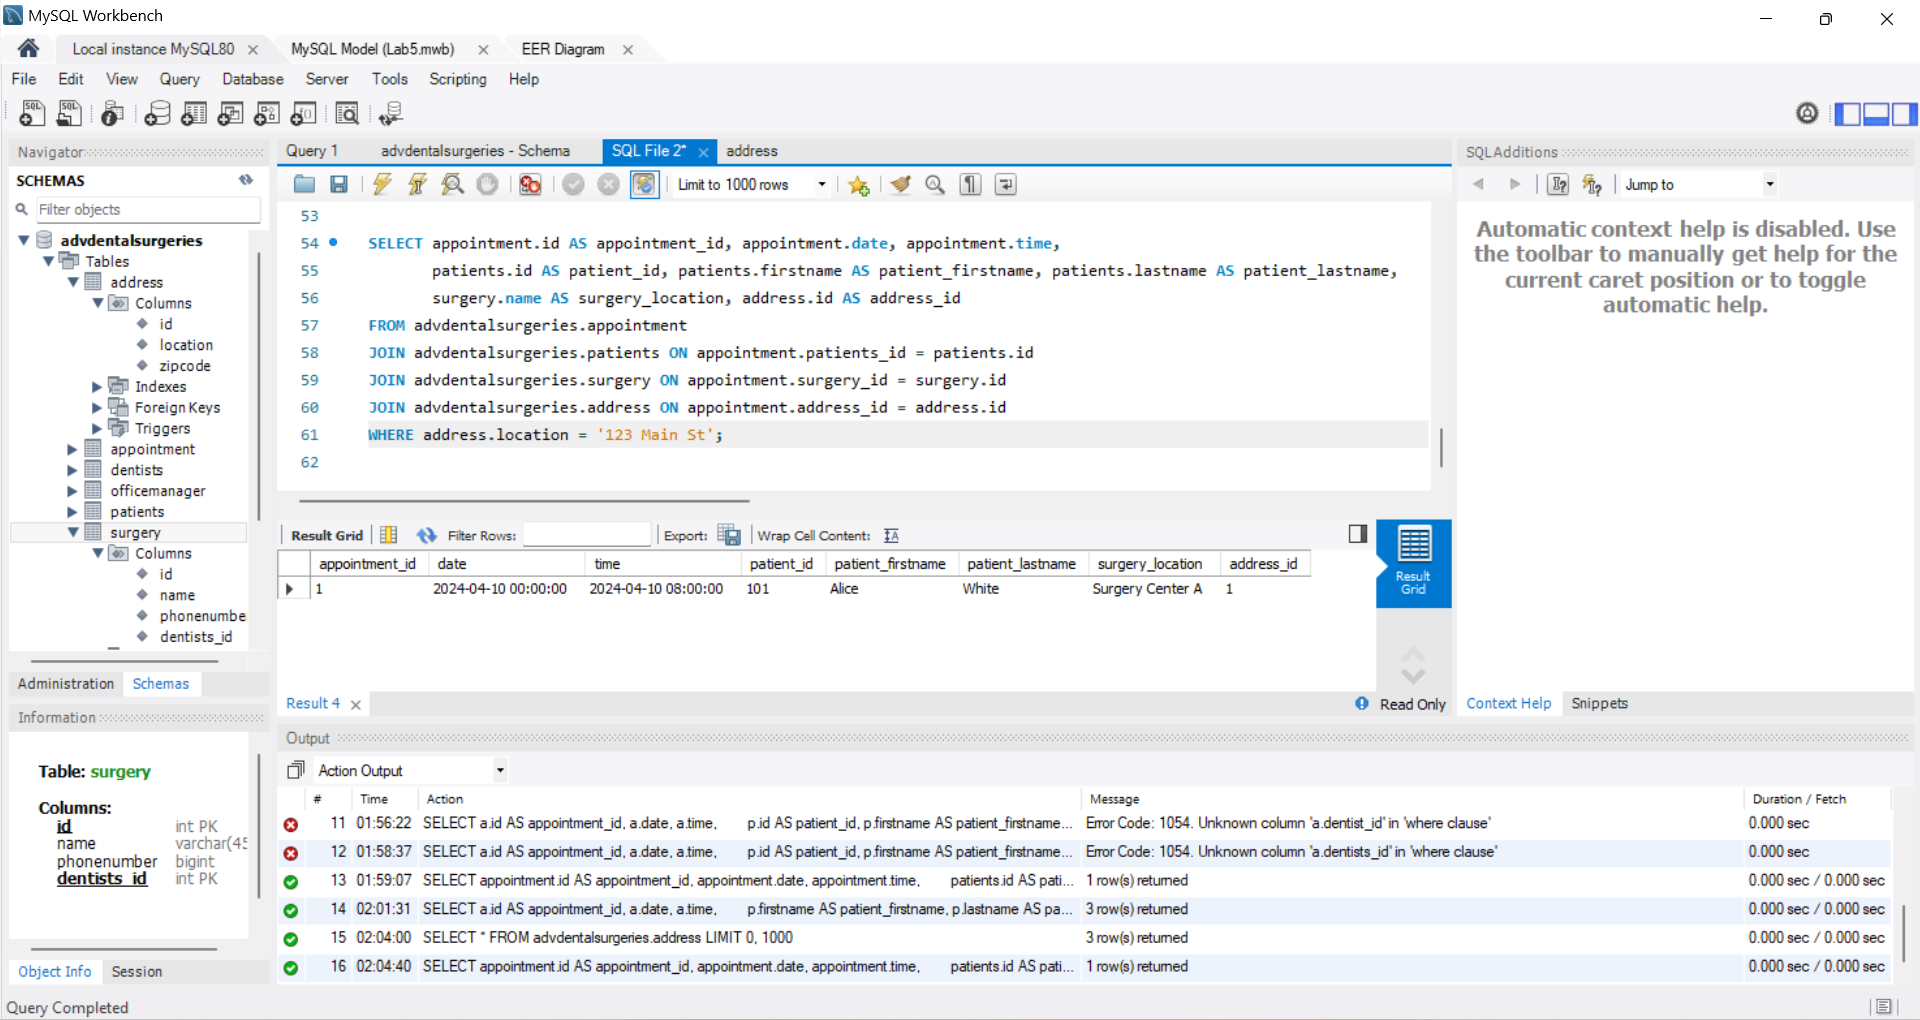 MySQL Workbench
Local instance MySQL80
MySQL Model (Lab5.mwb)
EER Diagram
File Edit View Query Database Server Tools Scripting Help
Navigator
SCHEMAS
Filter objects
advdentalsurgeries
Tables
address
Columns
id
location
zipcode
Indexes
Foreign Keys
Triggers
appointment
dentists
officemanager
patients
surgery
Columns
id
name
phonenumbe
dentists_id
Administration Schemas
Information
Table: surgery
Columns:
id int PK
name varchar(45
phonenumber bigint
dentists_id int PK
Object Info Session
Query Completed
Query 1 advdentalsurgeries - Schema SQL File 2* address
Limit to 1000 rows
53
54 SELECT appointment.id AS appointment_id, appointment.date, appointment.time,
55 patients.id AS patient_id, patients.firstname AS patient_firstname, patients.lastname AS patient_lastname,
56 surgery.name AS surgery_location, address.id AS address_id
57 FROM advdentalsurgeries.appointment
58 JOIN advdentalsurgeries.patients ON appointment.patients_id = patients.id
59 JOIN advdentalsurgeries.surgery ON appointment.surgery_id = surgery.id
60 JOIN advdentalsurgeries.address ON appointment.address_id = address.id
61 WHERE address.location = '123 Main St';
62
Result Grid Filter Rows: Export: Wrap Cell Content:
appointment_id date time patient_id patient_firstname patient_lastname surgery_location address_id
1 2024-04-10 00:00:00 2024-04-10 08:00:00 101 Alice White Surgery Center A 1
Result Grid
Result 4
Read Only
SQLAdditions
Jump to
Automatic context help is disabled. Use
the toolbar to manually get help for the
current caret position or to toggle
automatic help.
Context Help Snippets
Output
Action Output
# Time Action Message Duration / Fetch
11 01:56:22 SELECT a.id AS appointment_id, a.date, a.time, p.id AS patient_id, p.firstname AS patient_firstname... Error Code: 1054. Unknown column 'a.dentist_id' in 'where clause' 0.000 sec
12 01:58:37 SELECT a.id AS appointment_id, a.date, a.time, p.id AS patient_id, p.firstname AS patient_firstname... Error Code: 1054. Unknown column 'a.dentists_id' in 'where clause' 0.000 sec
13 01:59:07 SELECT appointment.id AS appointment_id, appointment.date, appointment.time, patients.id AS pati... 1 row(s) returned 0.000 sec / 0.000 sec
14 02:01:31 SELECT a.id AS appointment_id, a.date, a.time, p.firstname AS patient_firstname, p.lastname AS pa... 3 row(s) returned 0.000 sec / 0.000 sec
15 02:04:00 SELECT * FROM advdentalsurgeries.address LIMIT 0, 1000 3 row(s) returned 0.000 sec / 0.000 sec
16 02:04:40 SELECT appointment.id AS appointment_id, appointment.date, appointment.time, patients.id AS pati... 1 row(s) returned 0.000 sec / 0.000 sec